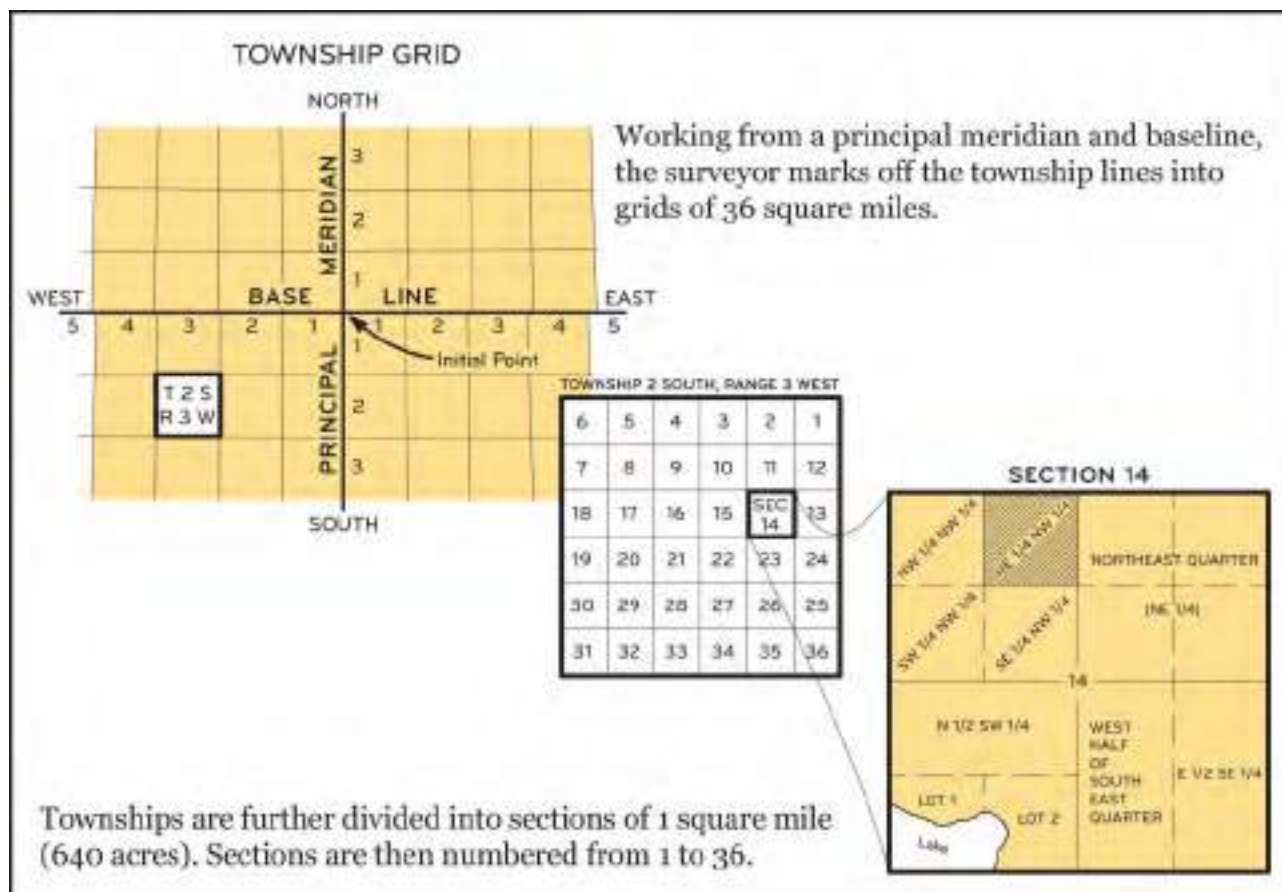 TOWNSHIP GRID
NORTH
Working from a principal meridian and baseline,
the surveyor marks off the township lines into
grids of 36 square miles.
MERIDIAN
3
2
1
WEST
BASE LINE
EAST
5 4 3 2 1 1 2 3 4 5
Initial Point
PRINCIPAL
1
2
3
T 2 S
R 3 W
SOUTH
TOWNSHIP 2 SOUTH, RANGE 3 WEST
6 5 4 3 2 1
7 8 9 10 11 12
18 17 16 15 SEC 14 13
19 20 21 22 23 24
30 29 28 27 26 25
31 32 33 34 35 36
SECTION 14
NW 1/4 NW 1/4
NE 1/4 NW 1/4
NORTHEAST QUARTER
(NE 1/4)
SW 1/4 NW 1/4
SE 1/4 NW 1/4
14
N 1/2 SW 1/4
WEST
HALF
OF
SOUTH
EAST
QUARTER
E 1/2 SE 1/4
LOT 1
LOT 2
Lake
Townships are further divided into sections of 1 square mile
(640 acres). Sections are then numbered from 1 to 36.